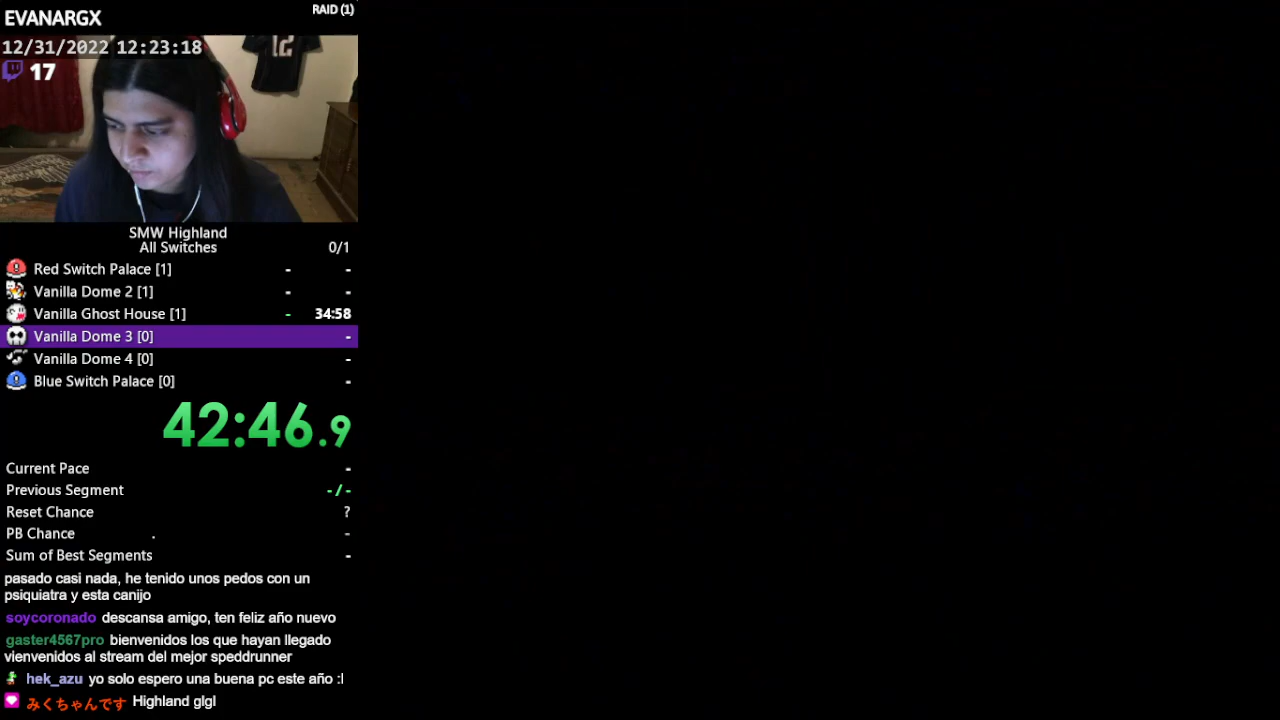 EVANARGX
RAID (1)
12/31/2022 12:23:18
17
12
SMW Highland
All Switches 0/1
Red Switch Palace [1] - -
Vanilla Dome 2 [1] - -
Vanilla Ghost House [1] - 34:58
Vanilla Dome 3 [0] -
Vanilla Dome 4 [0] -
Blue Switch Palace [0] -
42:46.9
Current Pace -
Previous Segment -/-
Reset Chance ?
PB Chance . -
Sum of Best Segments -
pasado casi nada, he tenido unos pedos con un
psiquiatra y esta canijo
soycoronado descansa amigo, ten feliz año nuevo
gaster4567pro bienvenidos los que hayan llegado
vienvenidos al stream del mejor speddrunner
hek_azu yo solo espero una buena pc este año :l
みくちゃんです Highland glgl